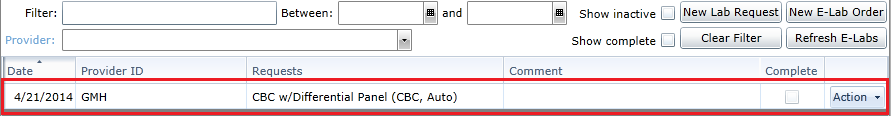 Filter: Between: and Show inactive New Lab Request New E-Lab Order
Provider: Show complete Clear Filter Refresh E-Labs
Date Provider ID Requests Comment Complete
4/21/2014 GMH CBC w/Differential Panel (CBC, Auto) Action